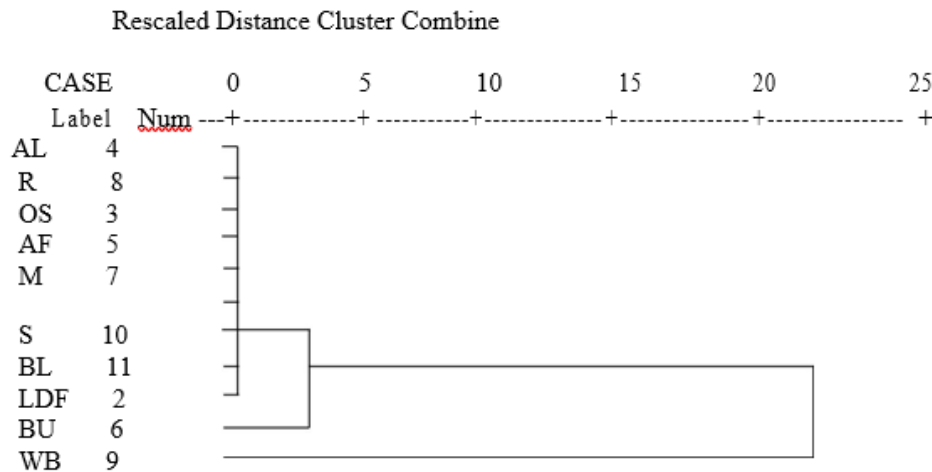 Rescaled Distance Cluster Combine
CASE 0 5 10 15 20 25
Label Num ---+-------------+ ------------+-------------+---------------+---------------- +
AL 4
R 8
OS 3
AF 5
M 7
S 10
BL 11
LDF 2
BU 6
WB 9